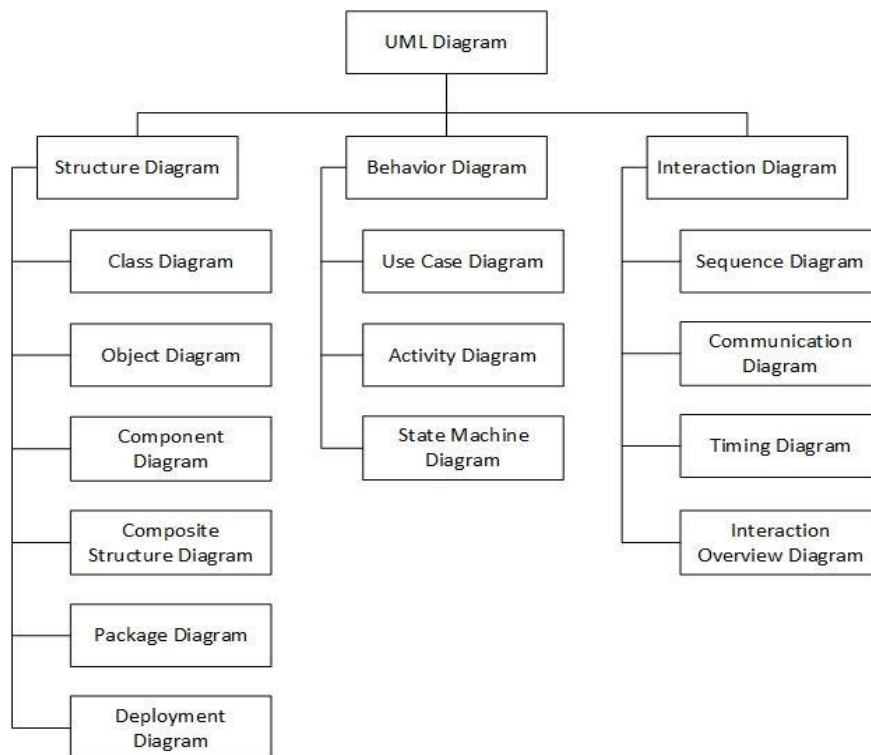 UML Diagram
Structure Diagram
Behavior Diagram
Interaction Diagram
Class Diagram
Use Case Diagram
Sequence Diagram
Object Diagram
Activity Diagram
Communication
Diagram
Component
Diagram
State Machine
Diagram
Timing Diagram
Composite
Structure Diagram
Interaction
Overview Diagram
Package Diagram
Deployment
Diagram